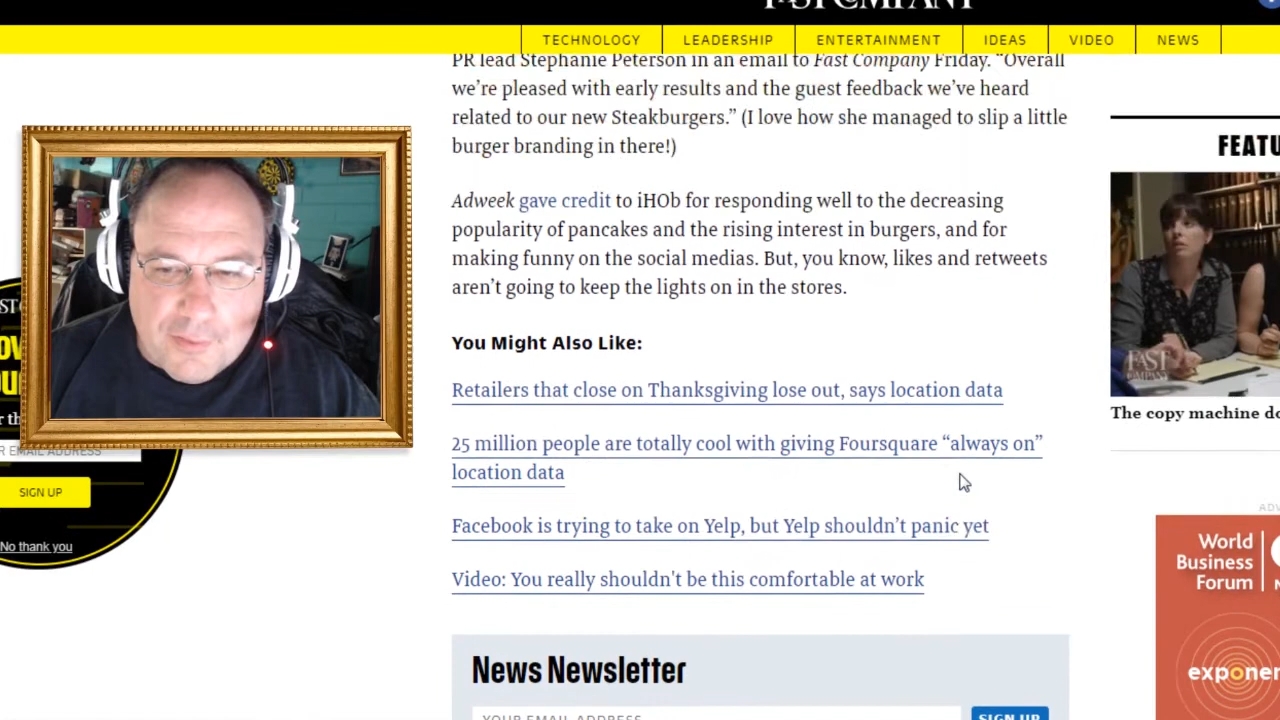 FAST COMPANY
TECHNOLOGY
LEADERSHIP
ENTERTAINMENT
IDEAS
VIDEO
NEWS
PR lead Stephanie Peterson in an email to Fast Company Friday. “Overall
we’re pleased with early results and the guest feedback we’ve heard
related to our new Steakburgers.” (I love how she managed to slip a little
burger branding in there!)
Adweek gave credit to iHOb for responding well to the decreasing
popularity of pancakes and the rising interest in burgers, and for
making funny on the social medias. But, you know, likes and retweets
aren’t going to keep the lights on in the stores.
You Might Also Like:
Retailers that close on Thanksgiving lose out, says location data
25 million people are totally cool with giving Foursquare “always on”
location data
Facebook is trying to take on Yelp, but Yelp shouldn’t panic yet
Video: You really shouldn't be this comfortable at work
News Newsletter
YOUR EMAIL ADDRESS
SIGN UP
EMAIL ADDRESS
SIGN UP
No thank you
FEATU
FAST
COMPANY
The copy machine do
ADV
World
Business
Forum
exponen